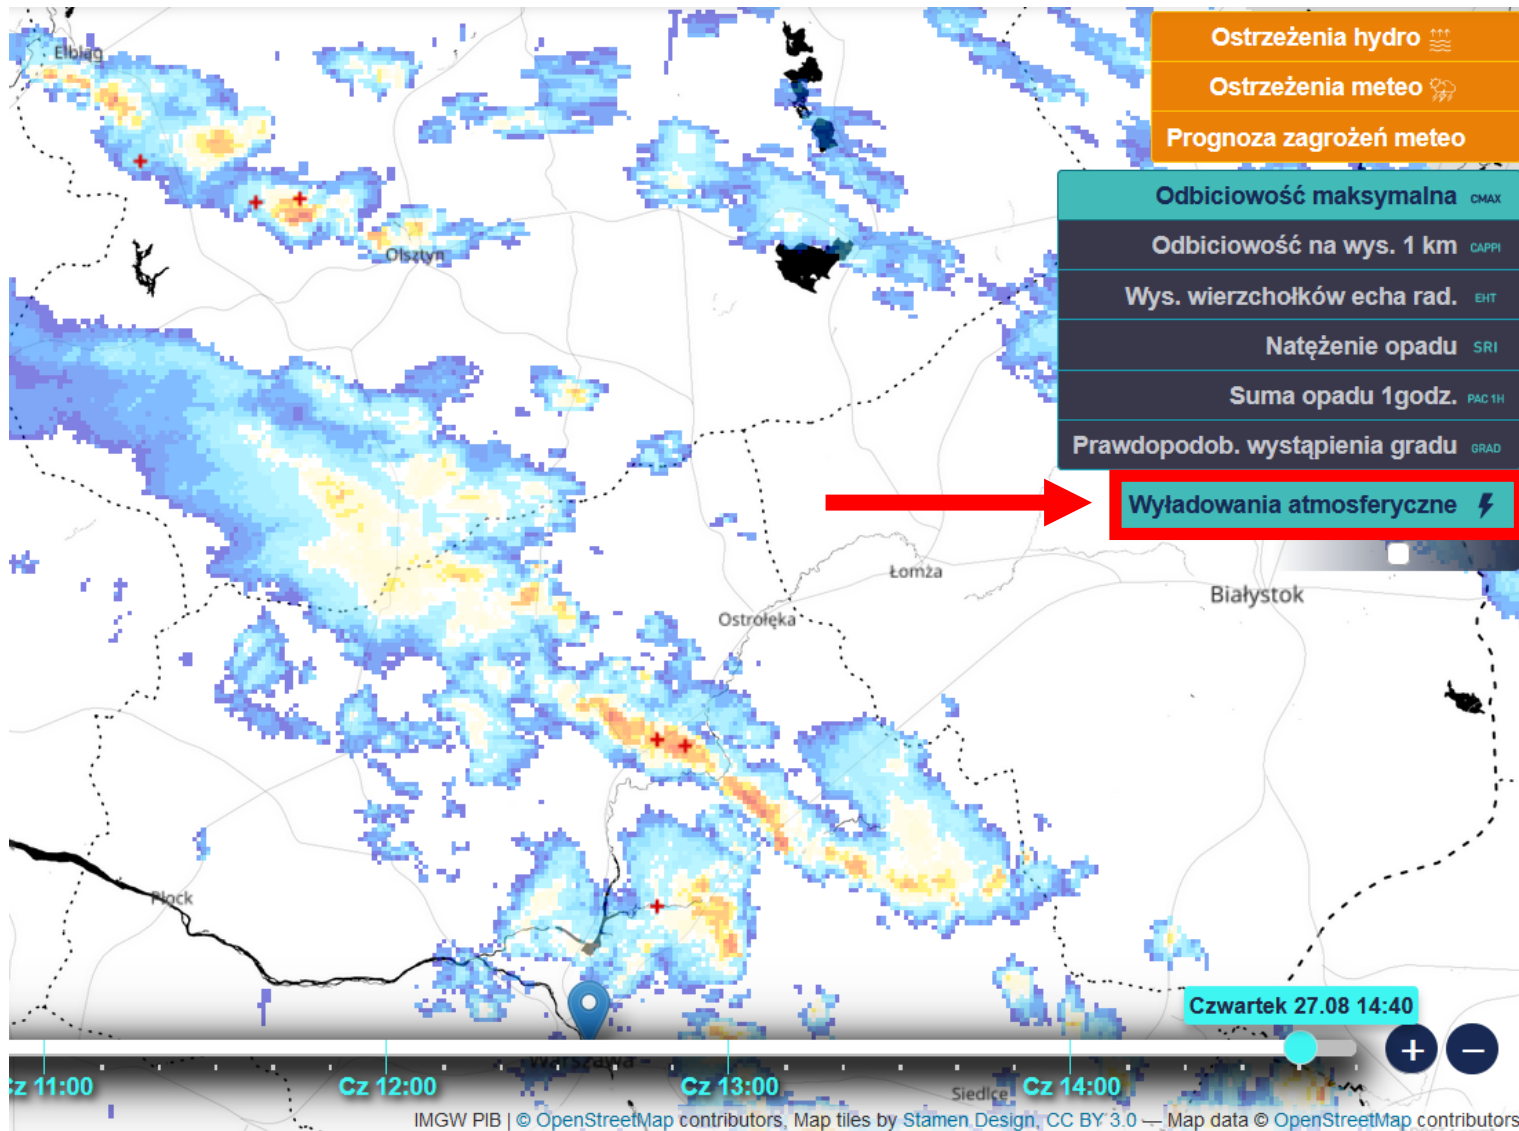 Elbląg
Ostrzeżenia hydro
Ostrzeżenia meteo
Prognoza zagrożeń meteo
Odbiciowość maksymalna CMAX
Odbiciowość na wys. 1 km CAPPI
Olsztyn
Wys. wierzchołków echa rad. EHT
Natężenie opadu SRI
Suma opadu 1godz. PAC 1H
Prawdopodob. wystąpienia gradu GRAD
Wyładowania atmosferyczne
Łomża
Białystok
Ostrołęka
Płock
Czwartek 27.08 14:40
+ −
Warszawa
Cz 11:00 Cz 12:00 Cz 13:00 Cz 14:00
Siedlce
IMGW PIB | © OpenStreetMap contributors, Map tiles by Stamen Design, CC BY 3.0 — Map data © OpenStreetMap contributors